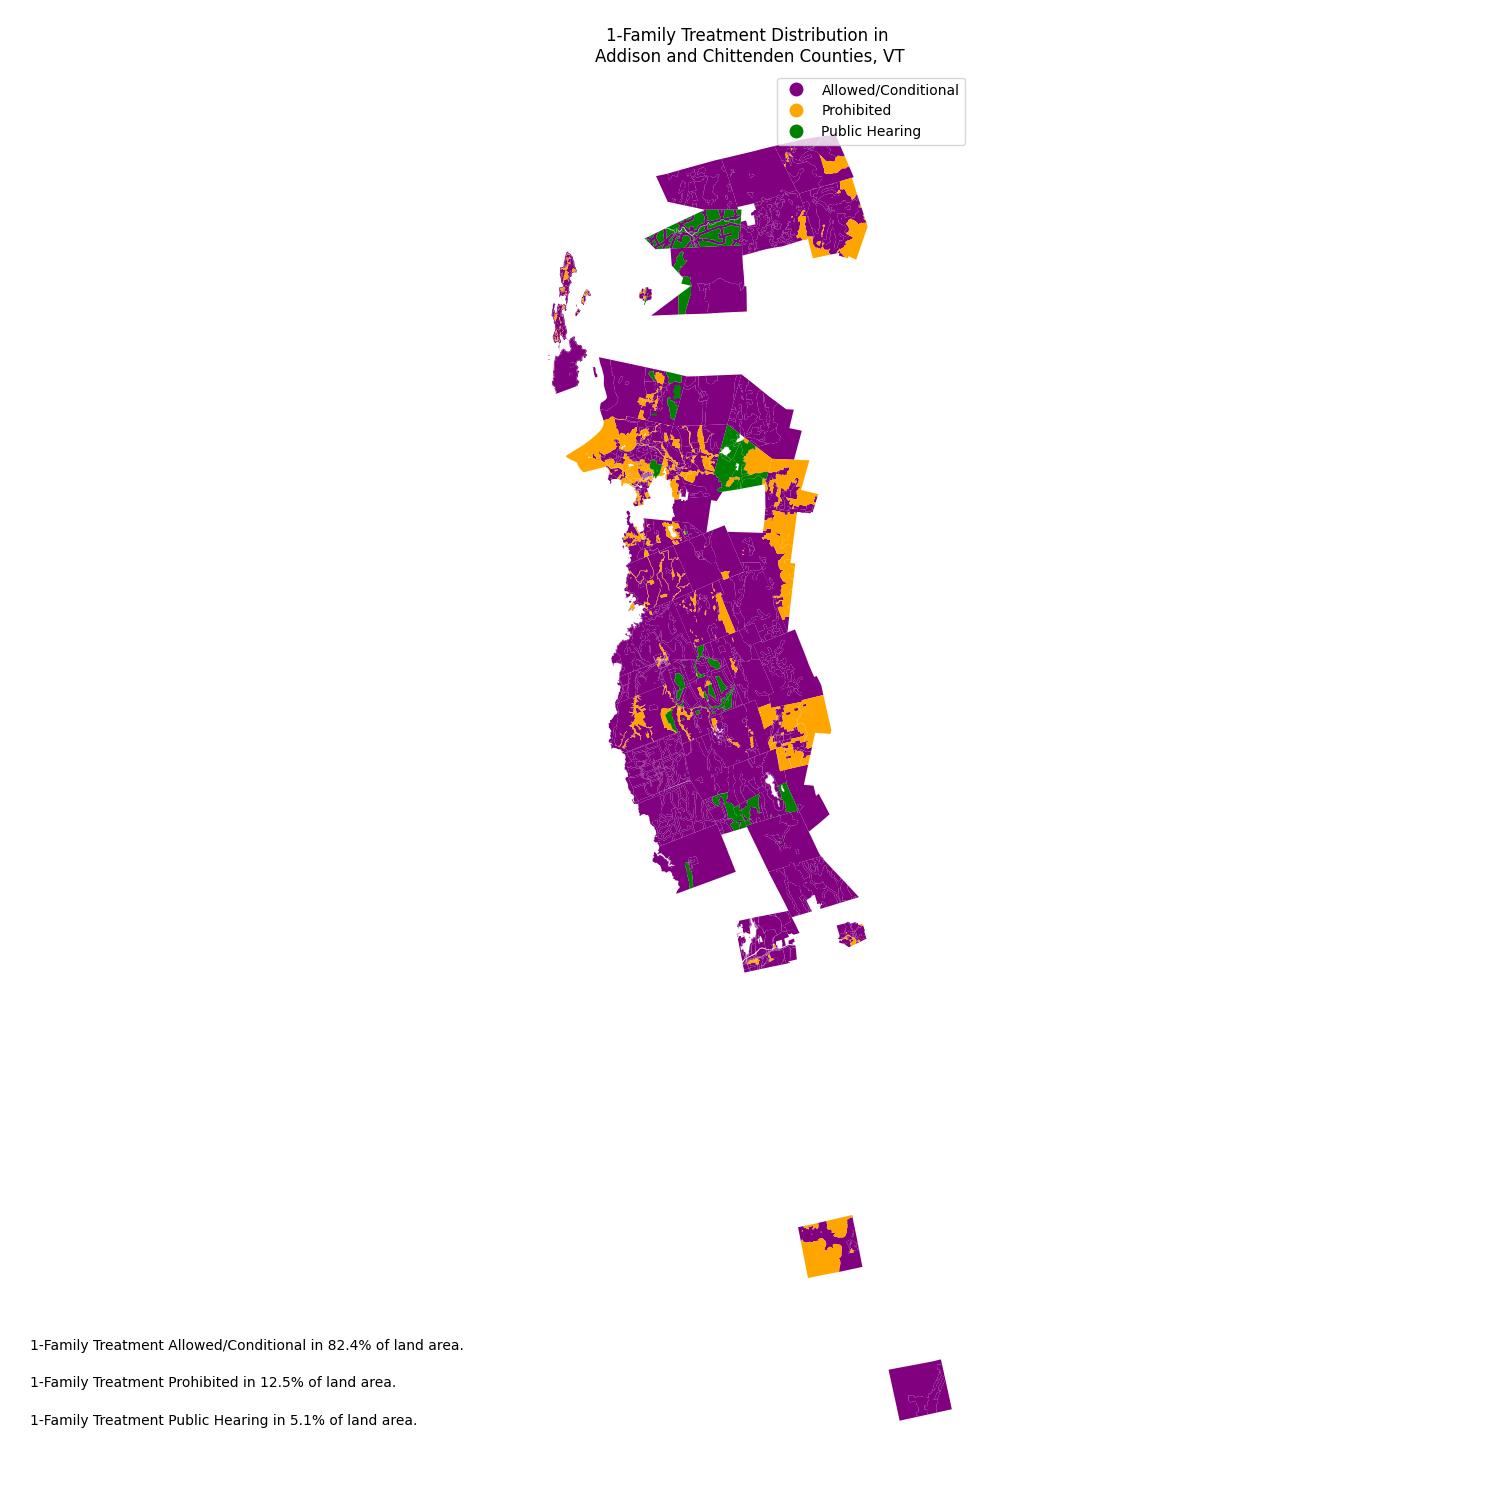 1-Family Treatment Distribution in
Addison and Chittenden Counties, VT
Allowed/Conditional
Prohibited
Public Hearing
1-Family Treatment Allowed/Conditional in 82.4% of land area.
1-Family Treatment Prohibited in 12.5% of land area.
1-Family Treatment Public Hearing in 5.1% of land area.